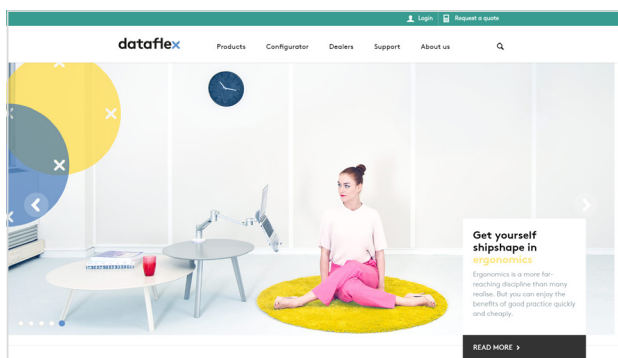 Login
Request a quote
dataflex
Products
Configurator
Dealers
Support
About us
Get yourself
shipshape in
ergonomics
Ergonomics is a more far-
reaching discipline than many
realise. But you can enjoy the
benefits of good practice quickly
and cheaply.
READ MORE >